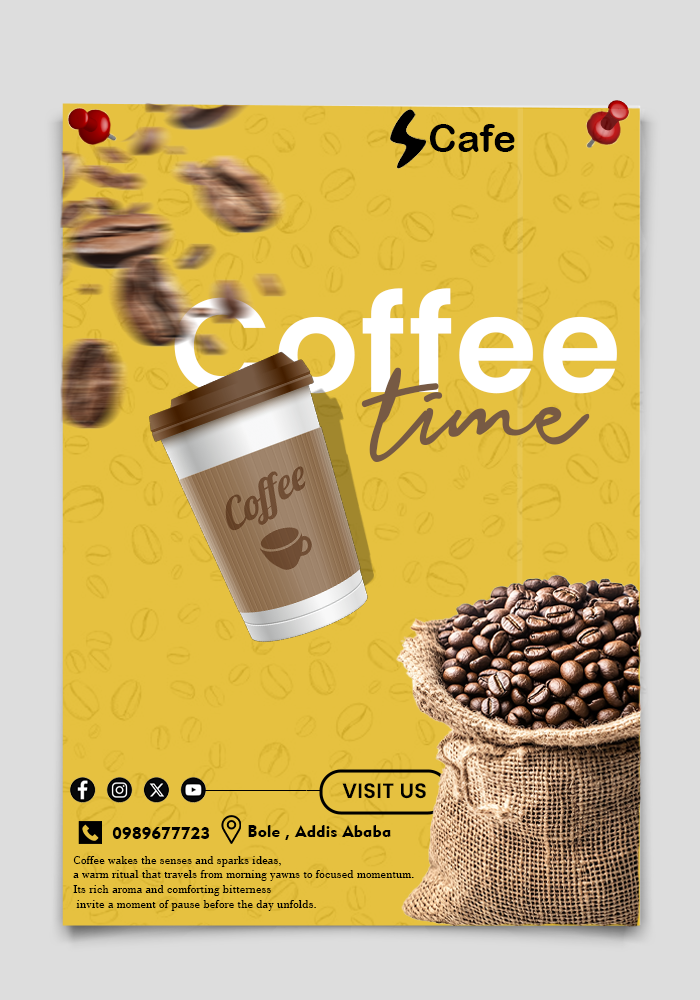 Cafe
Coffee
time
Coffee
VISIT US
0989677723
Bole , Addis Ababa
Coffee wakes the senses and sparks ideas,
a warm ritual that travels from morning yawns to focused momentum.
Its rich aroma and comforting bitterness
invite a moment of pause before the day unfolds.